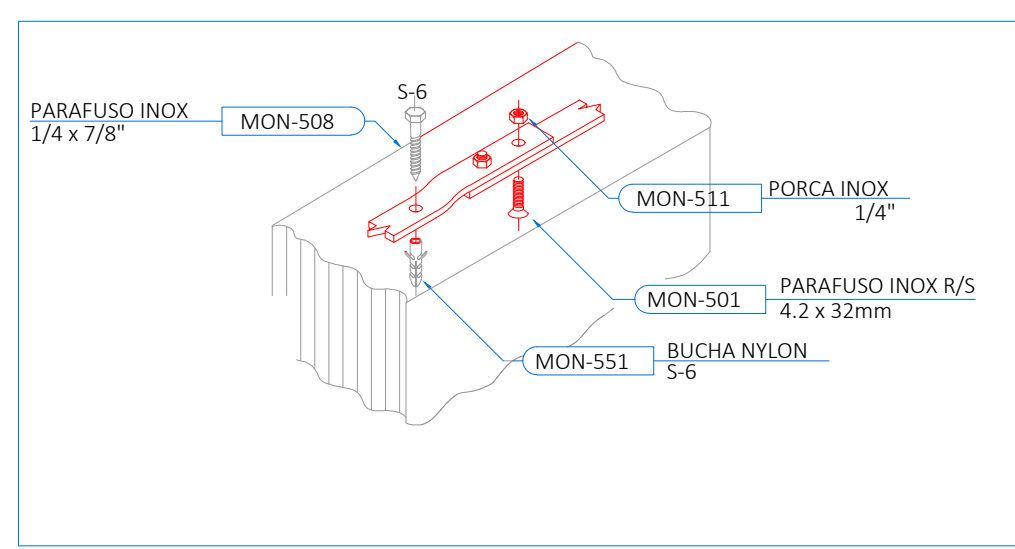 S-6
PARAFUSO INOX
1/4 x 7/8"
MON-508
MON-511
PORCA INOX
1/4"
MON-501
PARAFUSO INOX R/S
4.2 x 32mm
MON-551
BUCHA NYLON
S-6